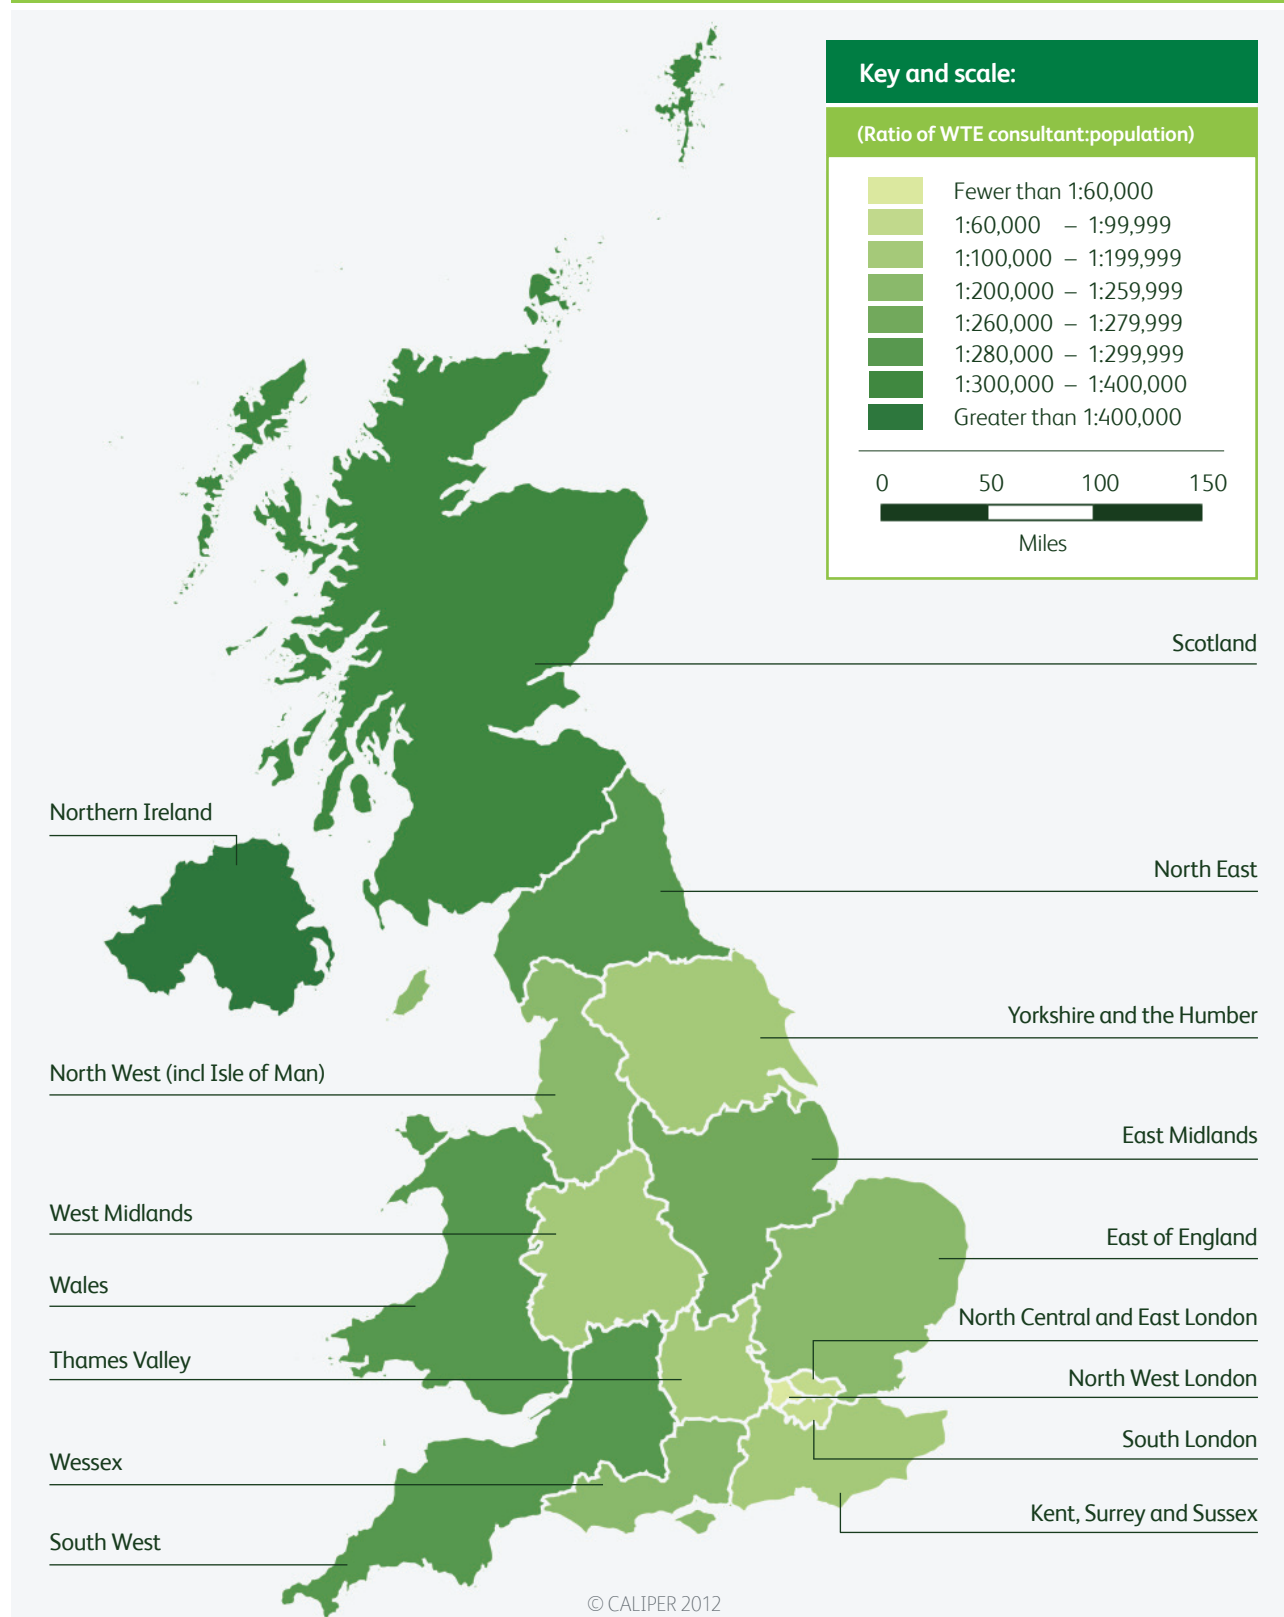 Key and scale:
(Ratio of WTE consultant:population)
Fewer than 1:60,000
1:60,000 – 1:99,999
1:100,000 – 1:199,999
1:200,000 – 1:259,999
1:260,000 – 1:279,999
1:280,000 – 1:299,999
1:300,000 – 1:400,000
Greater than 1:400,000
0 50 100 150
Miles
Scotland
Northern Ireland
North East
Yorkshire and the Humber
North West (incl Isle of Man)
East Midlands
West Midlands
East of England
Wales
North Central and East London
Thames Valley
North West London
South London
Wessex
Kent, Surrey and Sussex
South West
© CALIPER 2012